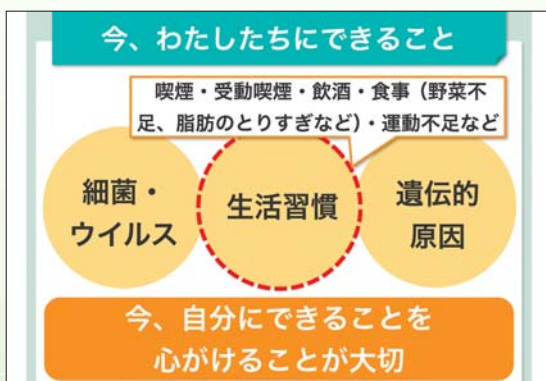 今、わたしたちにできること
喫煙・受動喫煙・飲酒・食事（野菜不
足、脂肪のとりすぎなど）・運動不足など
細菌・
ウイルス
生活習慣
遺伝的
原因
今、自分にできることを
心がけることが大切